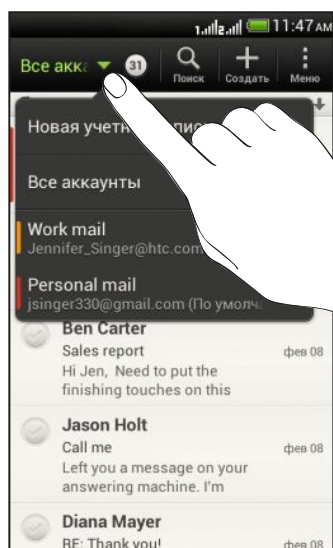 11:47 AM
Все акка
31
Поиск
Создать
Меню
Новая
Все аккаунты
Work mail
Jennifer_Singer@htc.com
Personal mail
jsinger330@gmail.com (По умолч
Ben Carter
Sales report
фев 08
Hi Jen, Need to put the
finishing touches on this
Jason Holt
Call me
фев 08
Left you a message on your
answering machine. I'm
Diana Mayer
RE: Thank you!
фев 08